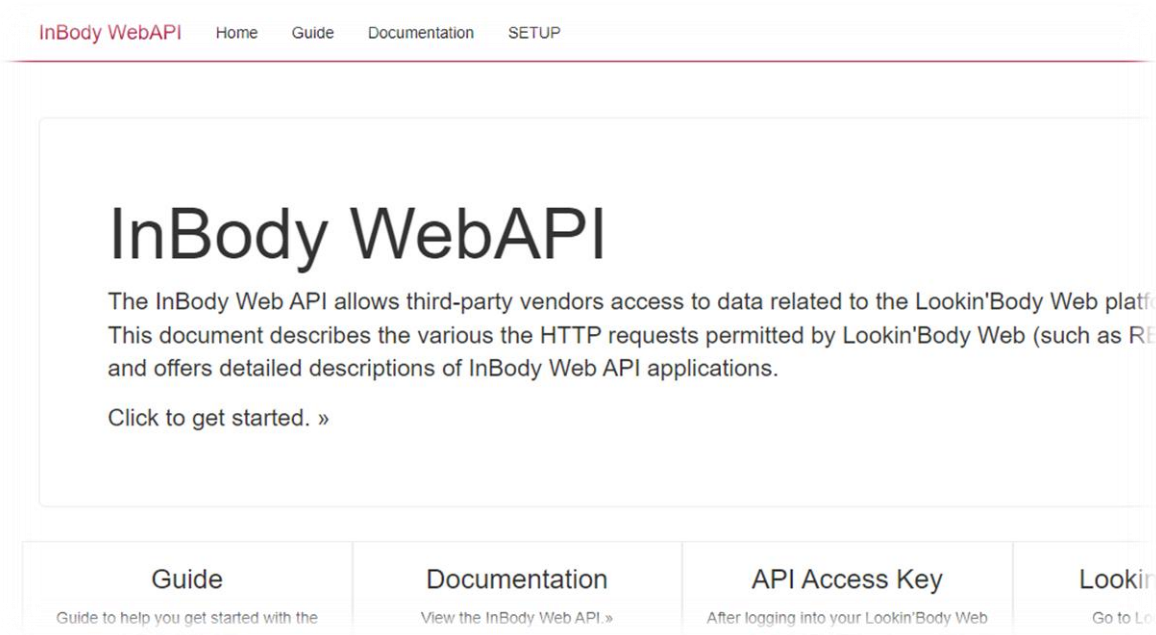 InBody WebAPI Home Guide Documentation SETUP
InBody WebAPI
The InBody Web API allows third-party vendors access to data related to the Lookin'Body Web
This document describes the various the HTTP requests permitted by Lookin'Body Web (such as
and offers detailed descriptions of InBody Web API applications.
Click to get started. »
Guide Documentation API Access Key
Guide to help you get started with the View the InBody Web API.» After logging into your Lookin'Body Web Go to